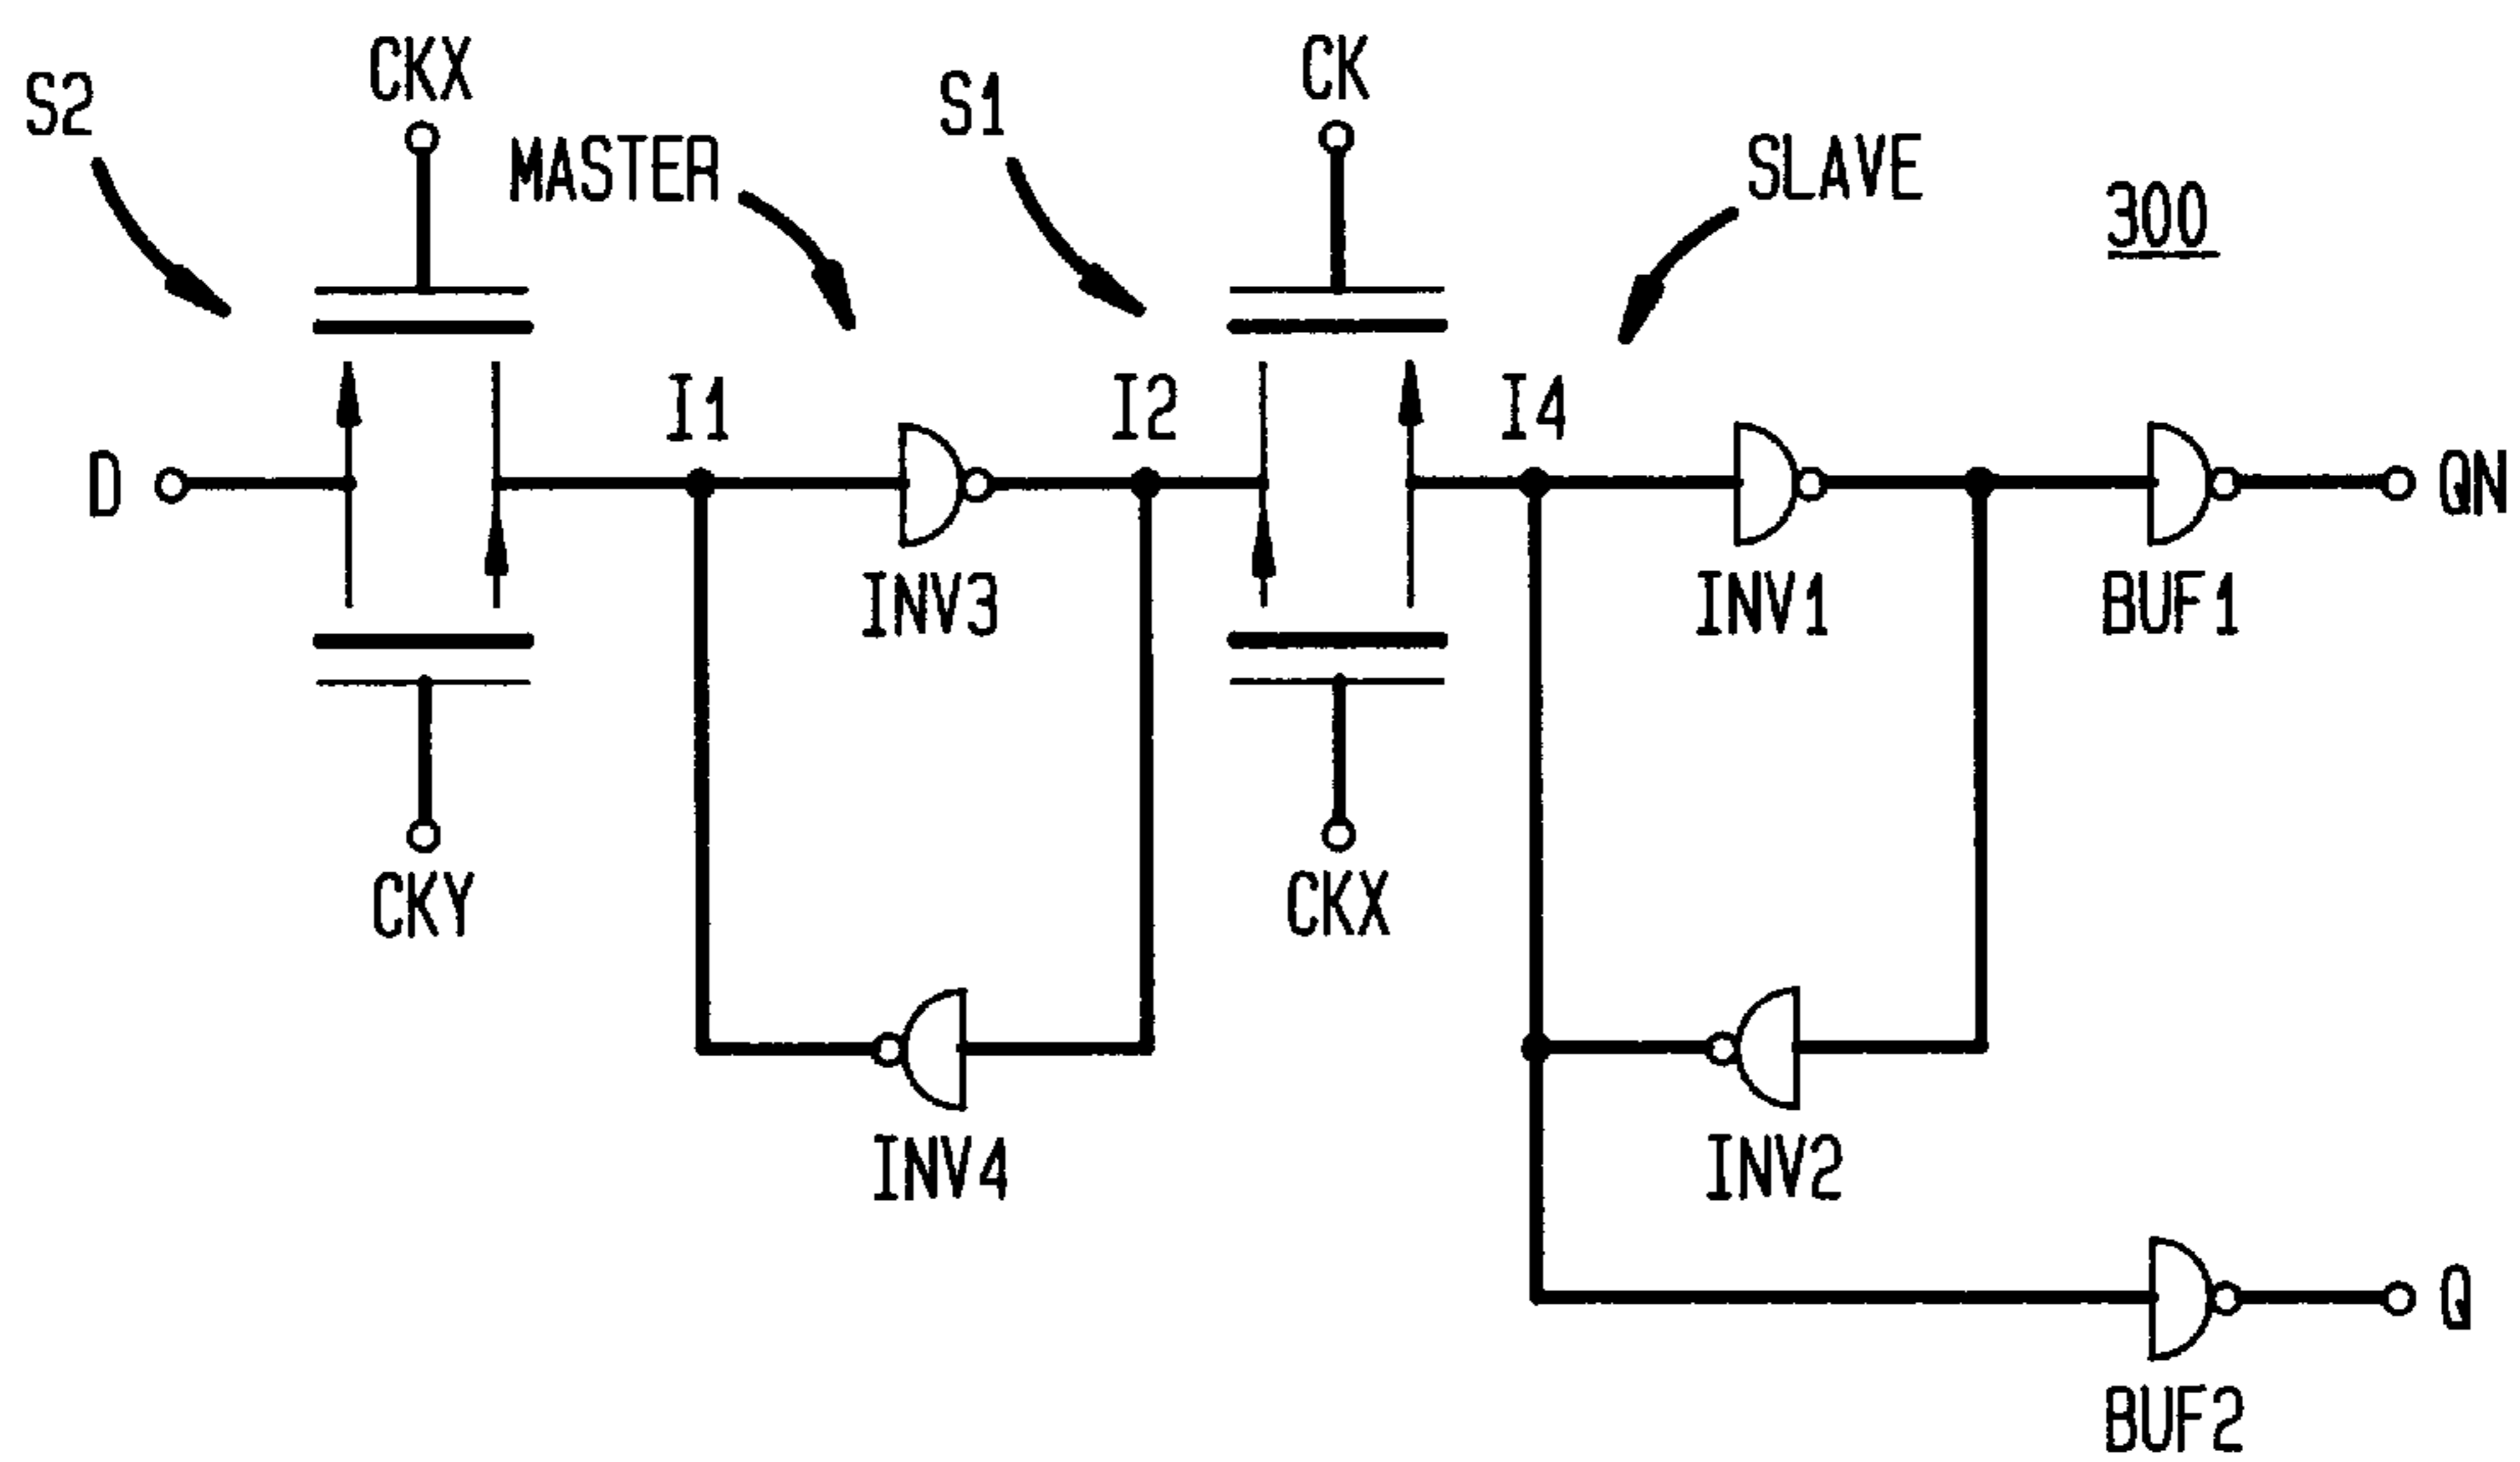 CKX
CK
S2
S1
MASTER
SLAVE
300
I1
I2
I4
D
QN
INV3
INV1
BUF1
CKY
CKX
INV4
INV2
Q
BUF2